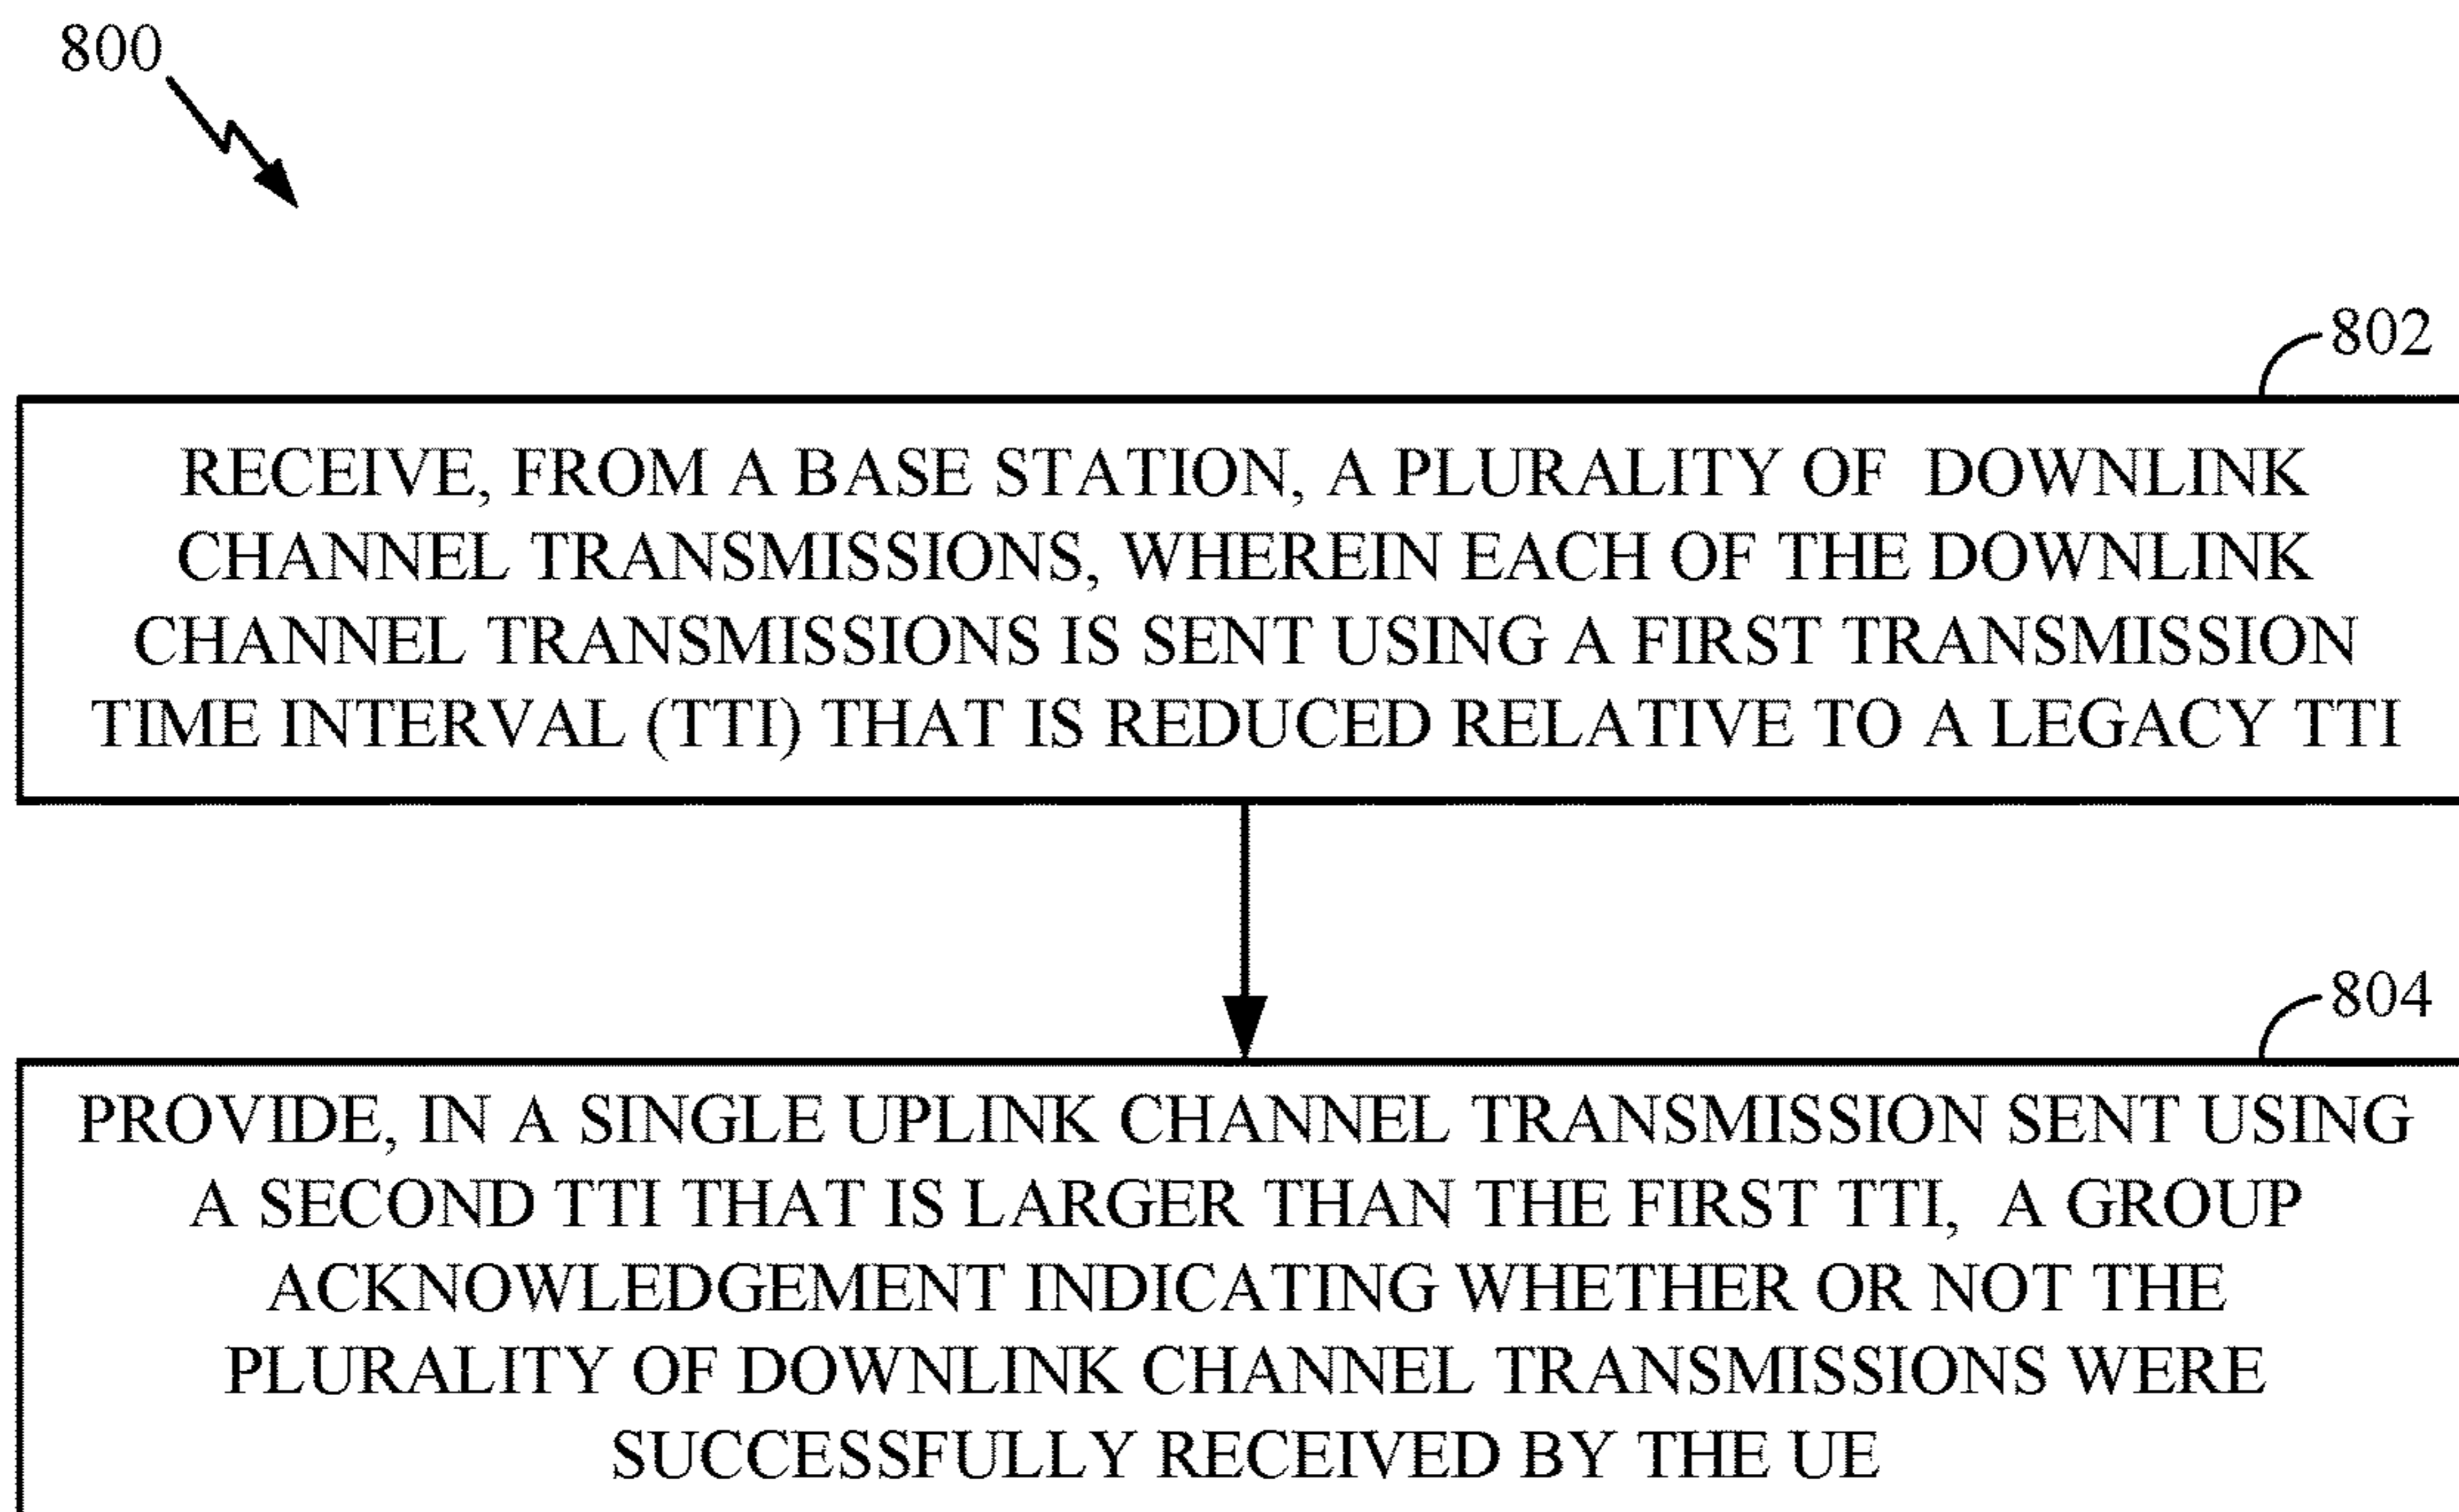 800
802
RECEIVE, FROM A BASE STATION, A PLURALITY OF DOWNLINK
CHANNEL TRANSMISSIONS, WHEREIN EACH OF THE DOWNLINK
CHANNEL TRANSMISSIONS IS SENT USING A FIRST TRANSMISSION
TIME INTERVAL (TTI) THAT IS REDUCED RELATIVE TO A LEGACY TTI
804
PROVIDE, IN A SINGLE UPLINK CHANNEL TRANSMISSION SENT USING
A SECOND TTI THAT IS LARGER THAN THE FIRST TTI, A GROUP
ACKNOWLEDGEMENT INDICATING WHETHER OR NOT THE
PLURALITY OF DOWNLINK CHANNEL TRANSMISSIONS WERE
SUCCESSFULLY RECEIVED BY THE UE